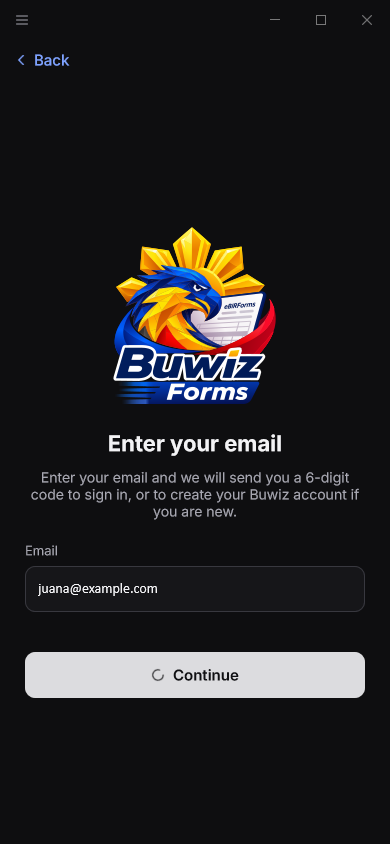 Back
eBIRForms
Buwiz
Forms
Enter your email
Enter your email and we will send you a 6-digit
code to sign in, or to create your Buwiz account if
you are new.
Email
juana@example.com
Continue